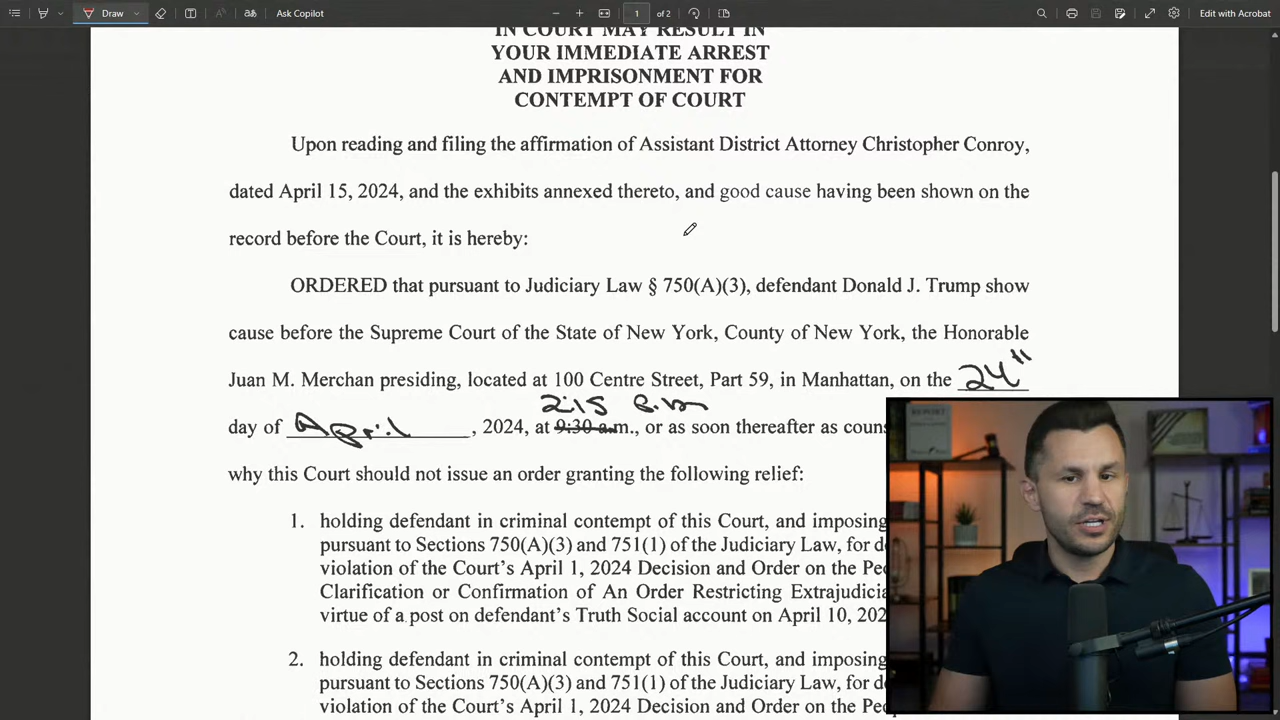 Draw
Ask Copilot
1
of 2
Edit with Acrobat
IN COURT MAY RESULT IN
YOUR IMMEDIATE ARREST
AND IMPRISONMENT FOR
CONTEMPT OF COURT
Upon reading and filing the affirmation of Assistant District Attorney Christopher Conroy,
dated April 15, 2024, and the exhibits annexed thereto, and good cause having been shown on the
record before the Court, it is hereby:
ORDERED that pursuant to Judiciary Law § 750(A)(3), defendant Donald J. Trump show
cause before the Supreme Court of the State of New York, County of New York, the Honorable
Juan M. Merchan presiding, located at 100 Centre Street, Part 59, in Manhattan, on the 24th
2:15
day of April, 2024, at 9:30 a.m., or as soon thereafter as couns
why this Court should not issue an order granting the following relief:
1. holding defendant in criminal contempt of this Court, and imposing
pursuant to Sections 750(A)(3) and 751(1) of the Judiciary Law, for de
violation of the Court's April 1, 2024 Decision and Order on the Peo
Clarification or Confirmation of An Order Restricting Extrajudicia
virtue of a post on defendant's Truth Social account on April 10, 202
2. holding defendant in criminal contempt of this Court, and imposing
pursuant to Sections 750(A)(3) and 751(1) of the Judiciary Law, for de
violation of the Court's April 1, 2024 Decision and Order on the Peo